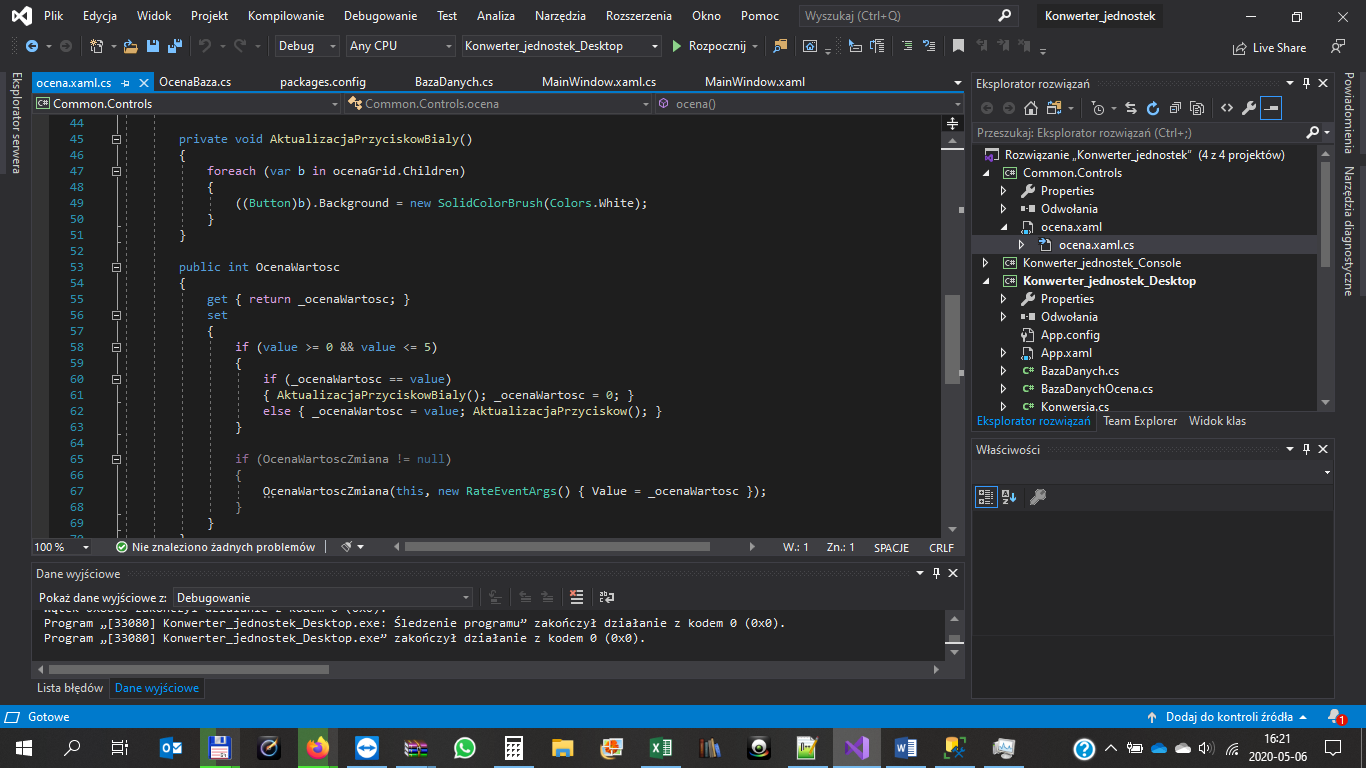 Plik Edycja Widok Projekt Kompilowanie Debugowanie Test Analiza Narzędzia Rozszerzenia Okno Pomoc Wyszukaj (Ctrl+Q) Konwerter_jednostek
Debug Any CPU Konwerter_jednostek_Desktop Rozpocznij Live Share
Eksplorator serwera
ocena.xaml.cs OcenaBaza.cs packages.config BazaDanych.cs MainWindow.xaml.cs MainWindow.xaml
Common.Controls Common.Controls.ocena ocena()
44
45 private void AktualizacjaPrzyciskowBialy()
46 {
47 foreach (var b in ocenaGrid.Children)
48 {
49 ((Button)b).Background = new SolidColorBrush(Colors.White);
50 }
51 }
52
53 public int OcenaWartosc
54 {
55 get { return _ocenaWartosc; }
56 set
57 {
58 if (value >= 0 && value <= 5)
59 {
60 if (_ocenaWartosc == value)
61 { AktualizacjaPrzyciskowBialy(); _ocenaWartosc = 0; }
62 else { _ocenaWartosc = value; AktualizacjaPrzyciskow(); }
63 }
64
65 if (OcenaWartoscZmiana != null)
66 {
67 OcenaWartoscZmiana(this, new RateEventArgs() { Value = _ocenaWartosc });
68 }
69 }
100 % Nie znaleziono żadnych problemów W.: 1 Zn.: 1 SPACJE CRLF
Dane wyjściowe
Pokaż dane wyjściowe z: Debugowanie
zakończył działanie z kodem 0 (0x0).
Program „[33080] Konwerter_jednostek_Desktop.exe: Śledzenie programu” zakończył działanie z kodem 0 (0x0).
Program „[33080] Konwerter_jednostek_Desktop.exe” zakończył działanie z kodem 0 (0x0).
Lista błędów Dane wyjściowe
Eksplorator rozwiązań
Przeszukaj: Eksplorator rozwiązań (Ctrl+;)
Rozwiązanie „Konwerter_jednostek” (4 z 4 projektów)
C# Common.Controls
Properties
Odwołania
ocena.xaml
ocena.xaml.cs
C# Konwerter_jednostek_Console
C# Konwerter_jednostek_Desktop
Properties
Odwołania
App.config
App.xaml
C# BazaDanych.cs
C# BazaDanychOcena.cs
C# Konwersja.cs
Eksplorator rozwiązań Team Explorer Widok klas
Właściwości
Powiadomienia
Narzędzia diagnostyczne
Gotowe Dodaj do kontroli źródła 1
16:21
2020-05-06